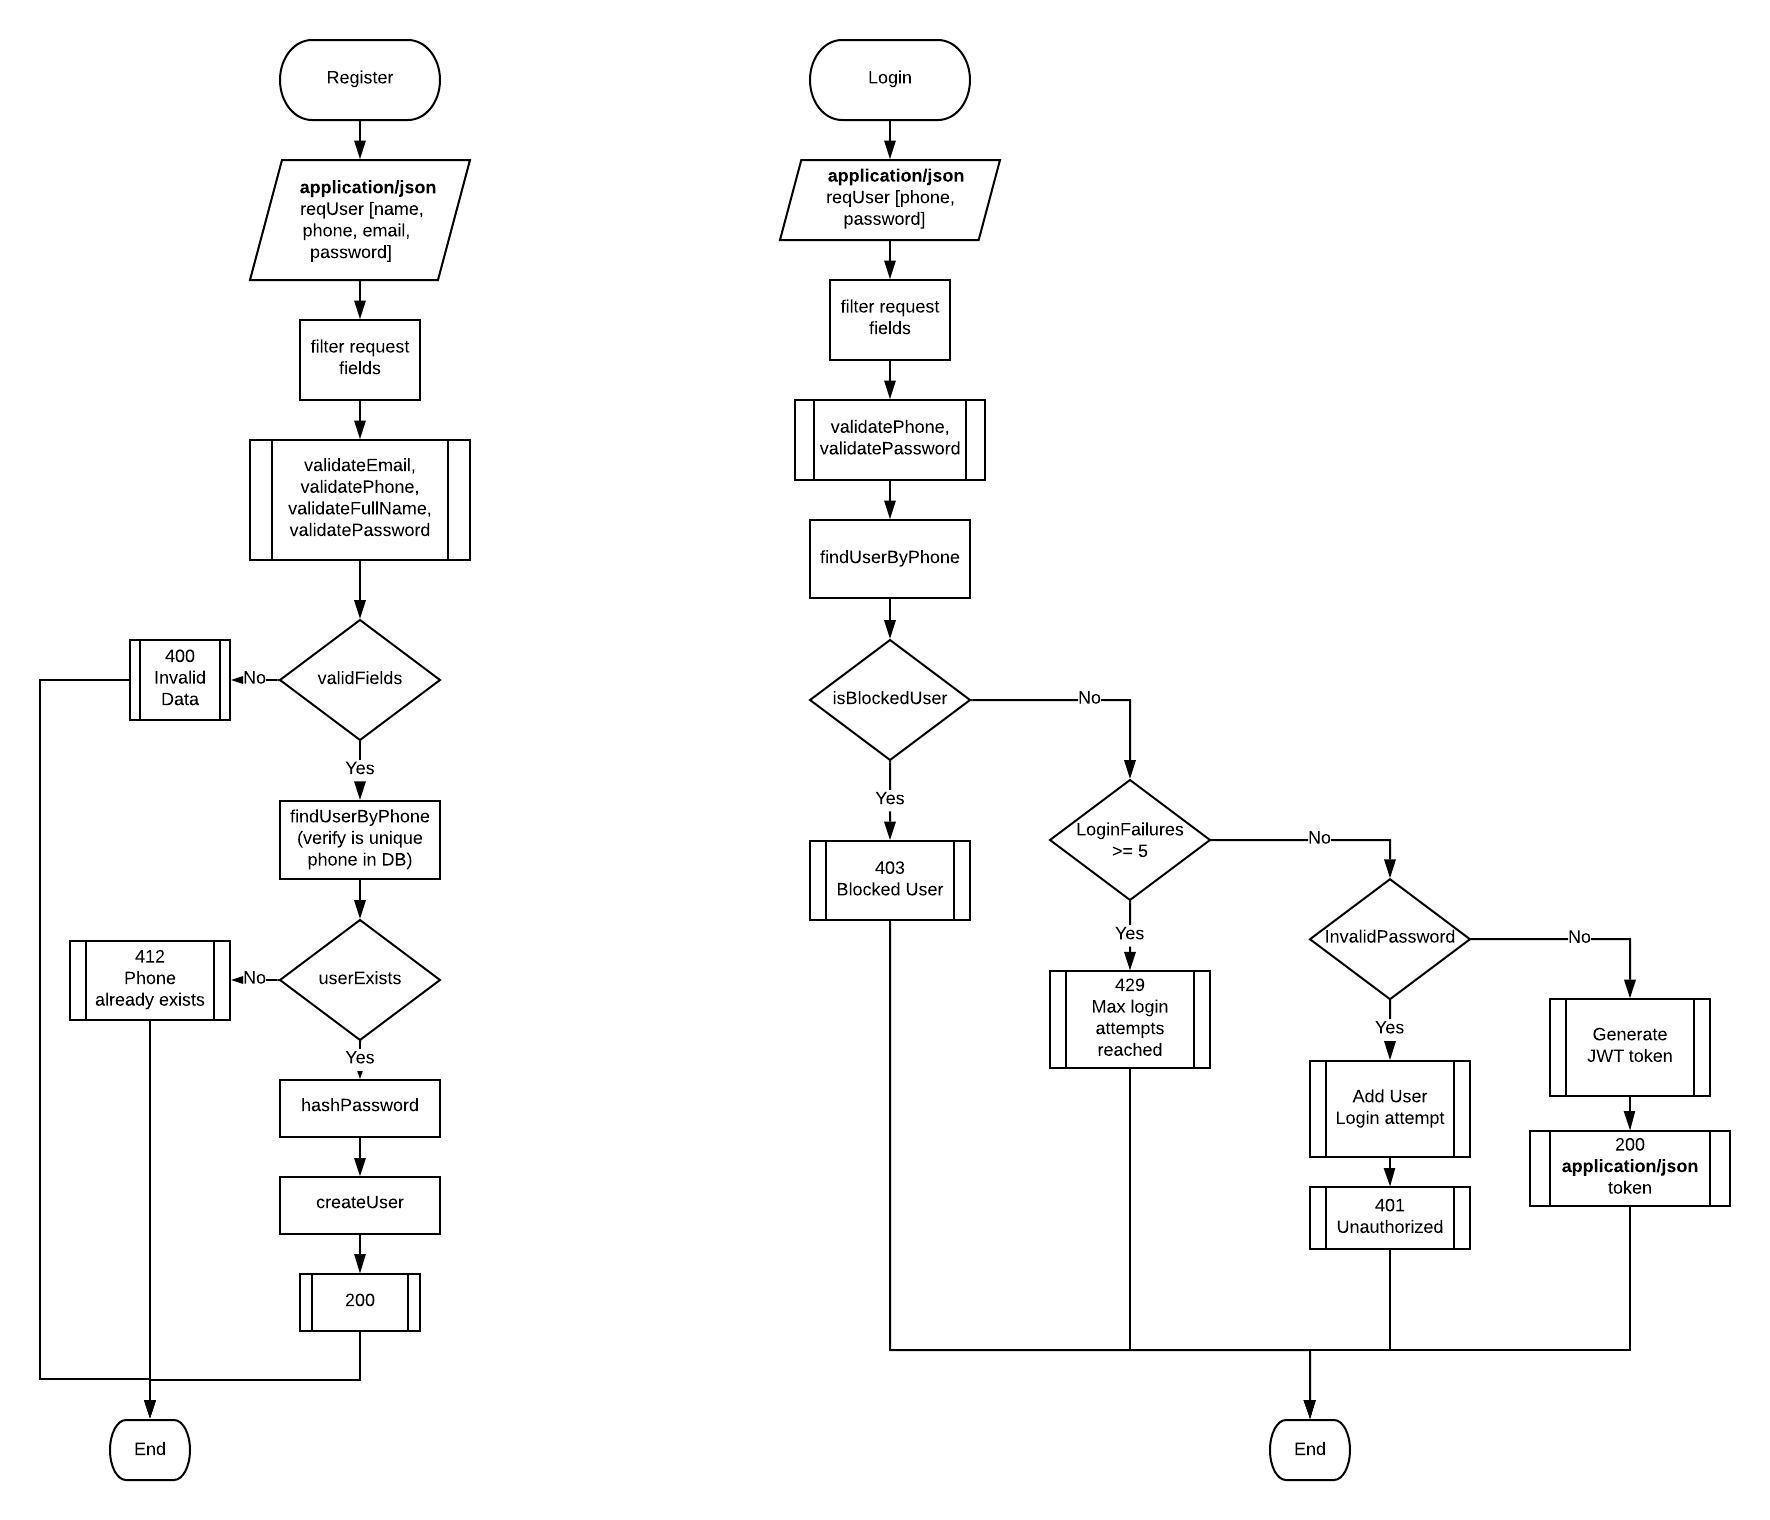 Register
application/json
reqUser [name,
phone, email,
password]
filter request
fields
validateEmail,
validatePhone,
validateFullName,
validatePassword
validFields
No
400
Invalid
Data
Yes
findUserByPhone
(verify is unique
phone in DB)
userExists
No
412
Phone
already exists
Yes
hashPassword
createUser
200
End
Login
application/json
reqUser [phone,
password]
filter request
fields
validatePhone,
validatePassword
findUserByPhone
isBlockedUser
No
Yes
403
Blocked User
LoginFailures
>= 5
No
Yes
429
Max login
attempts
reached
InvalidPassword
No
Yes
Add User
Login attempt
401
Unauthorized
Generate
JWT token
200
application/json
token
End